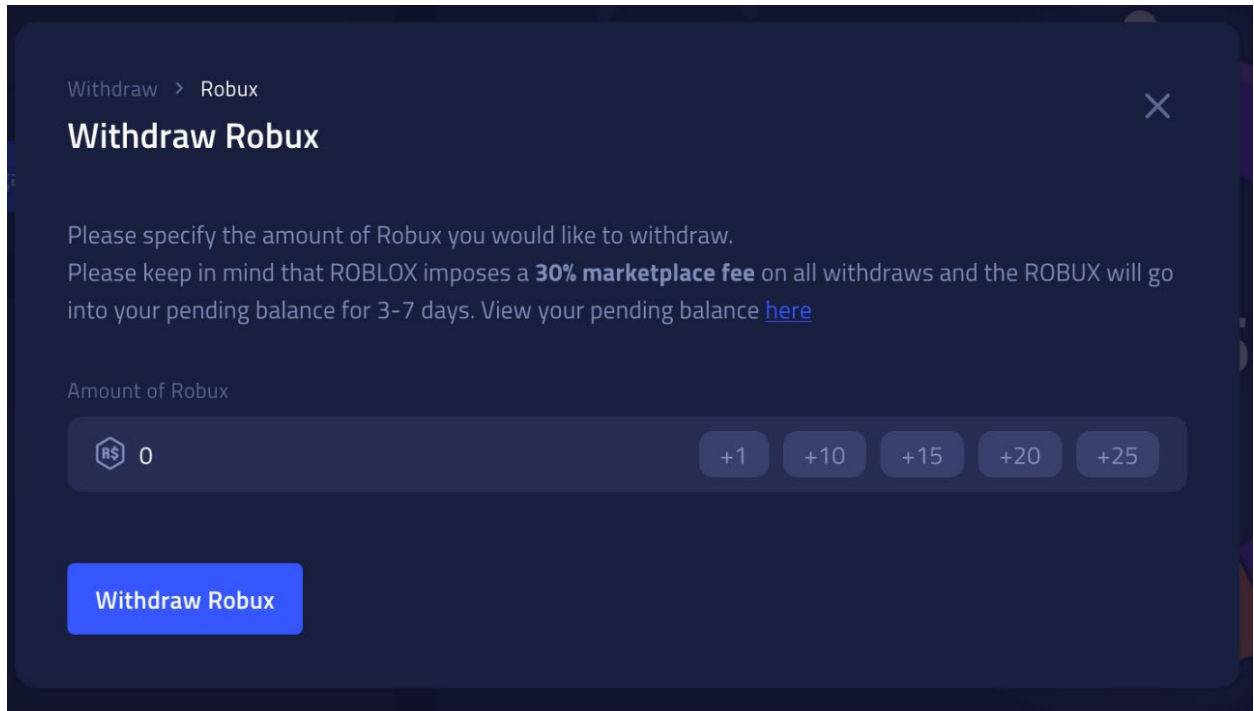 Withdraw > Robux
Withdraw Robux
Please specify the amount of Robux you would like to withdraw.
Please keep in mind that ROBLOX imposes a 30% marketplace fee on all withdraws and the ROBUX will go
into your pending balance for 3-7 days. View your pending balance here
Amount of Robux
R$ 0 +1 +10 +15 +20 +25
Withdraw Robux